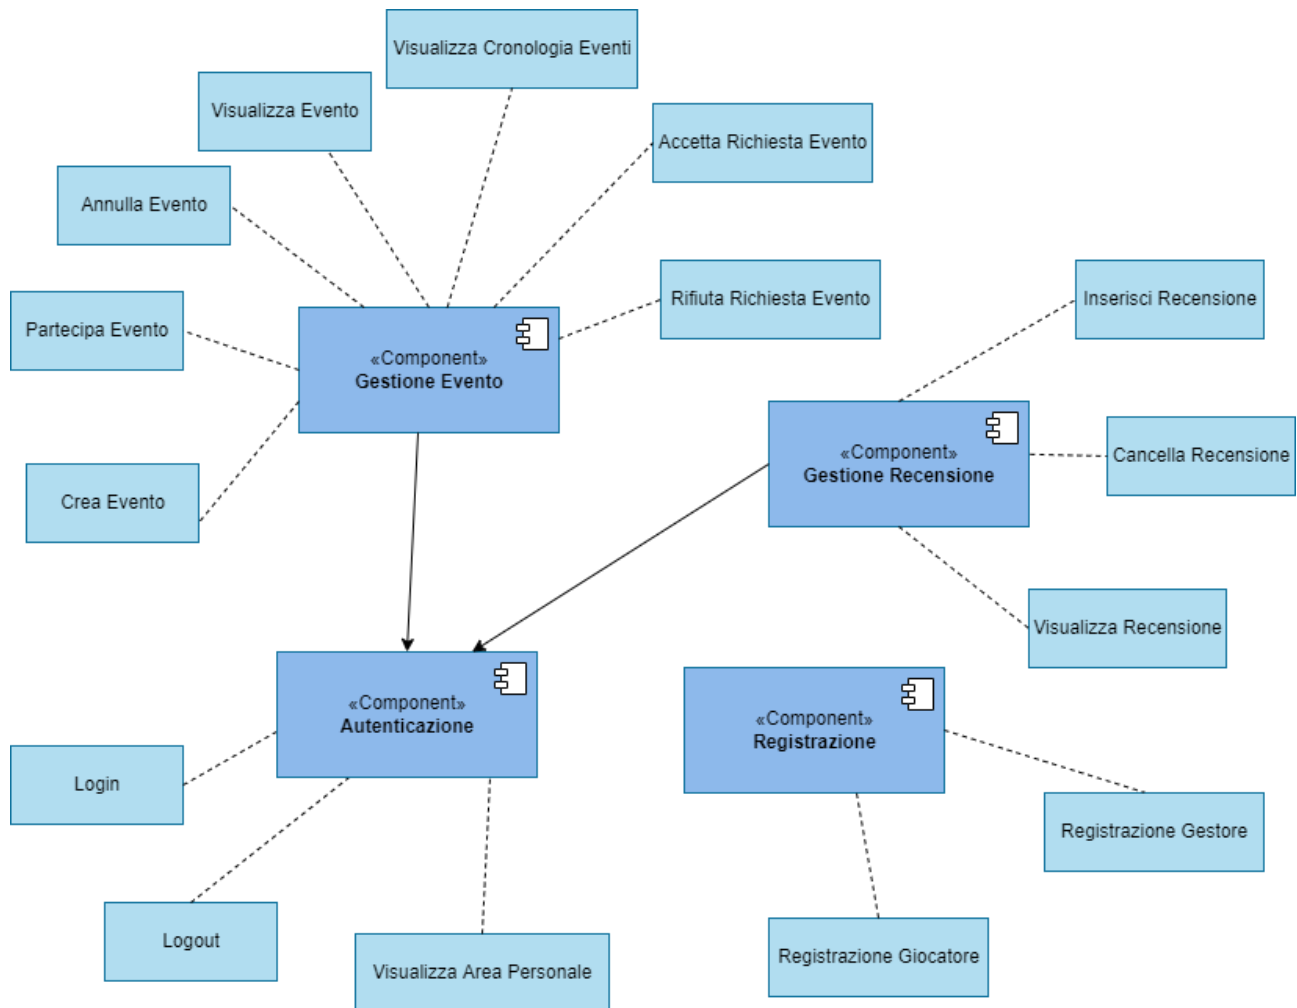 Visualizza Cronologia Eventi
Visualizza Evento
Accetta Richiesta Evento
Annulla Evento
Rifiuta Richiesta Evento
Inserisci Recensione
Partecipa Evento
«Component»
Gestione Evento
«Component»
Gestione Recensione
Cancella Recensione
Crea Evento
Visualizza Recensione
«Component»
Autenticazione
«Component»
Registrazione
Login
Registrazione Gestore
Logout
Visualizza Area Personale
Registrazione Giocatore